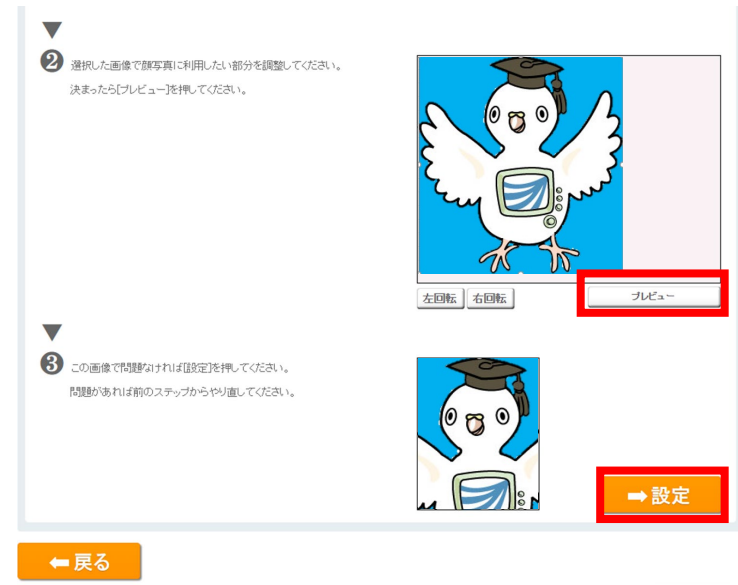 ▼
❷ 選択した画像で顔写真に利用したい部分を調整してください。
決まったら[プレビュー]を押してください。
左回転 右回転 プレビュー
▼
❸ この画像で問題なければ[設定]を押してください。
問題があれば前のステップからやり直してください。
➡設定
⬅戻る